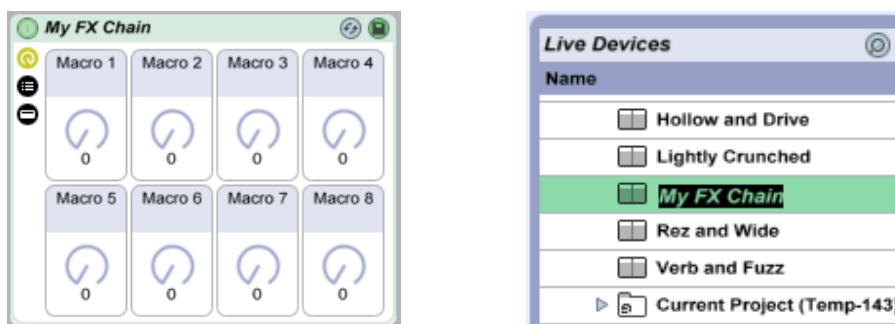 My FX Chain
Macro 1 Macro 2 Macro 3 Macro 4
0 0 0 0
Macro 5 Macro 6 Macro 7 Macro 8
0 0 0 0
Live Devices
Name
Hollow and Drive
Lightly Crunched
My FX Chain
Rez and Wide
Verb and Fuzz
Current Project (Temp-143